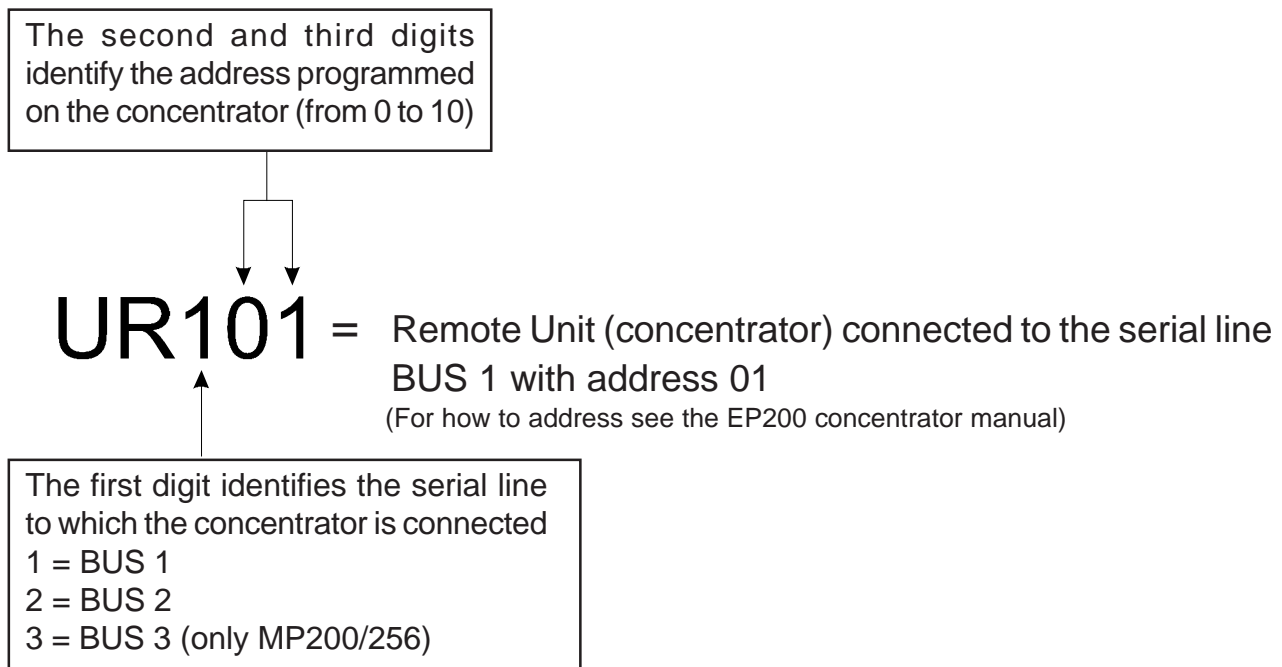 The second and third digits
identify the address programmed
on the concentrator (from 0 to 10)
UR101 = Remote Unit (concentrator) connected to the serial line
BUS 1 with address 01
(For how to address see the EP200 concentrator manual)
The first digit identifies the serial line
to which the concentrator is connected
1 = BUS 1
2 = BUS 2
3 = BUS 3 (only MP200/256)